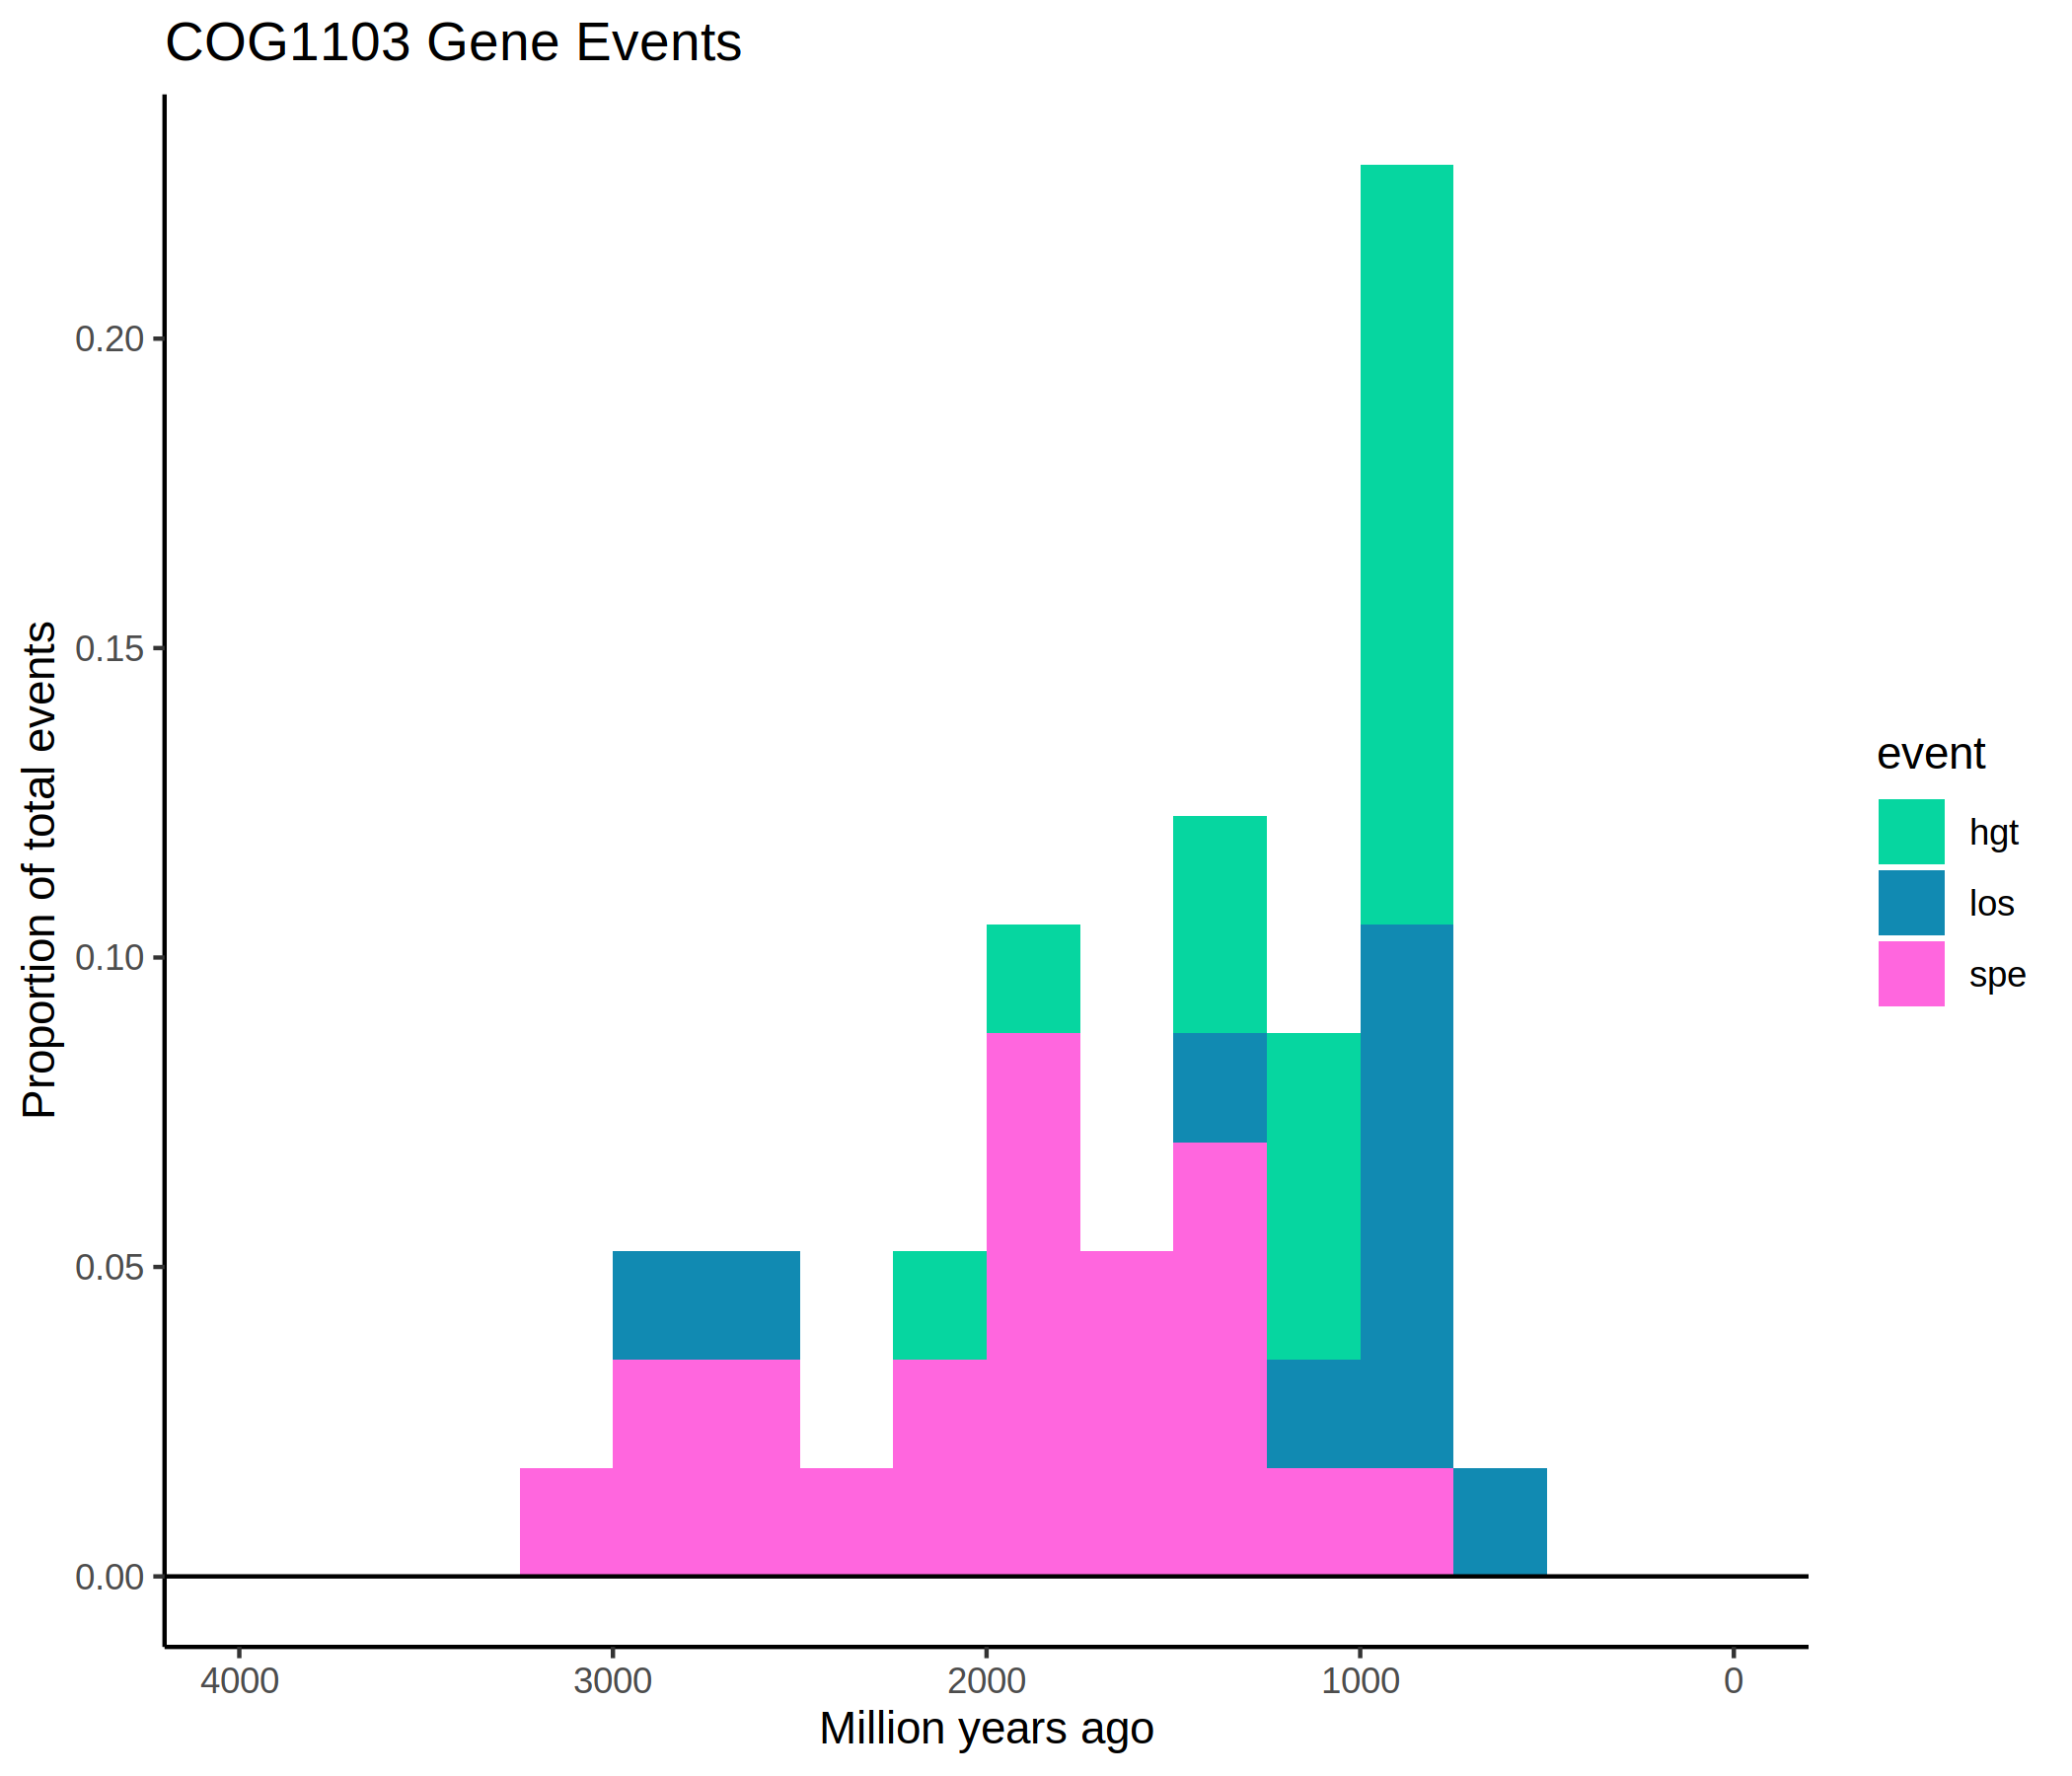 COG1103 Gene Events
Proportion of total events
0.20
0.15
0.10
0.05
0.00
4000 3000 2000 1000 0
Million years ago
event
hgt
los
spe